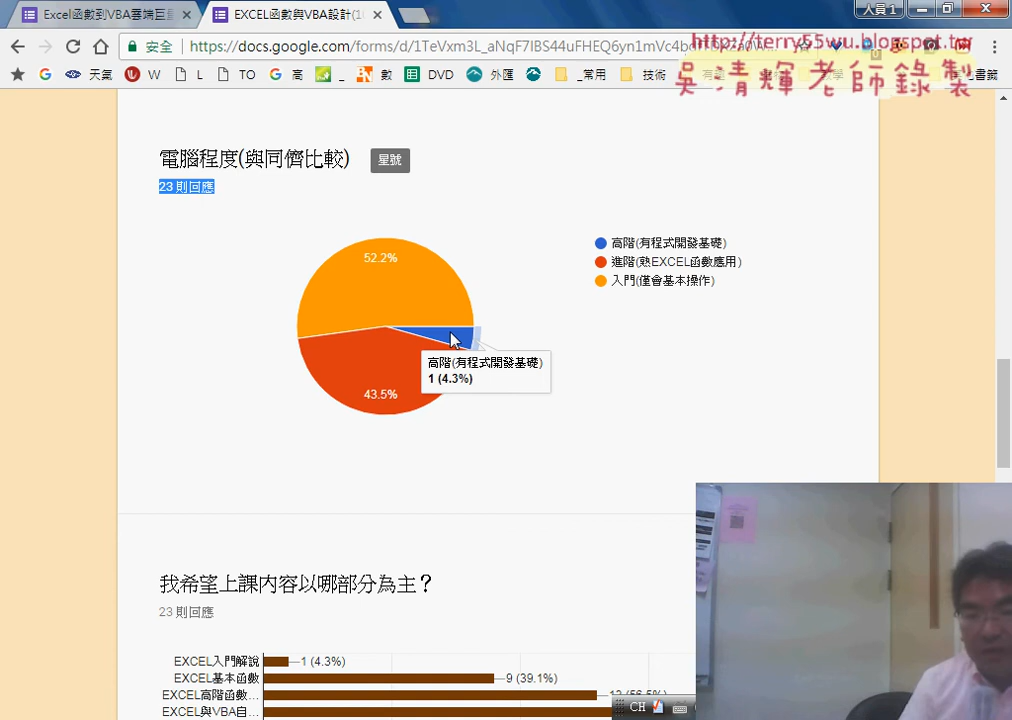 Excel函數到VBA雲端巨
EXCEL函數與VBA設計(1
人員 1
安全
https://docs.google.com/forms/d/1TeVxm3L_aNqF7IBS44uFHEQ6yn1mVc4b
http://terry55wu.blogspot.tw
吳清輝老師錄製
天氣
W
L
TO
高
數
DVD
外匯
_常用
技術
書籤
電腦程度(與同儕比較)
星號
23 則回應
52.2%
43.5%
高階(有程式開發基礎)
進階(熟EXCEL函數應用)
入門(僅會基本操作)
高階(有程式開發基礎)
1 (4.3%)
我希望上課內容以哪部分為主？
23 則回應
EXCEL入門解說
1 (4.3%)
EXCEL基本函數
9 (39.1%)
EXCEL高階函數…
EXCEL與VBA自…
CH